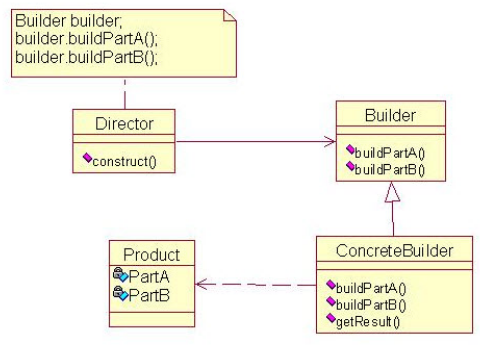 Builder builder;
builder.buildPartA();
builder.buildPartB();
Director
construct()
Builder
buildPartA()
buildPartB()
Product
PartA
PartB
ConcreteBuilder
buildPartA()
buildPartB()
getResult()